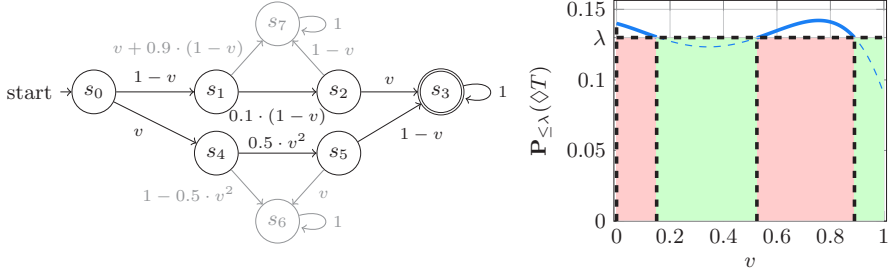 s₇ 1
v + 0.9 · (1 − v) 1 − v
start s₀ 1 − v s₁ 0.1 · (1 − v) s₂ v s₃ 1
v 0.5 · v² 1 − v
s₄ s₅
1 − 0.5 · v² v
s₆ 1
0.15
λ
0.1
0.05
0
P≤λ(◊T)
0 0.2 0.4 0.6 0.8 1
v